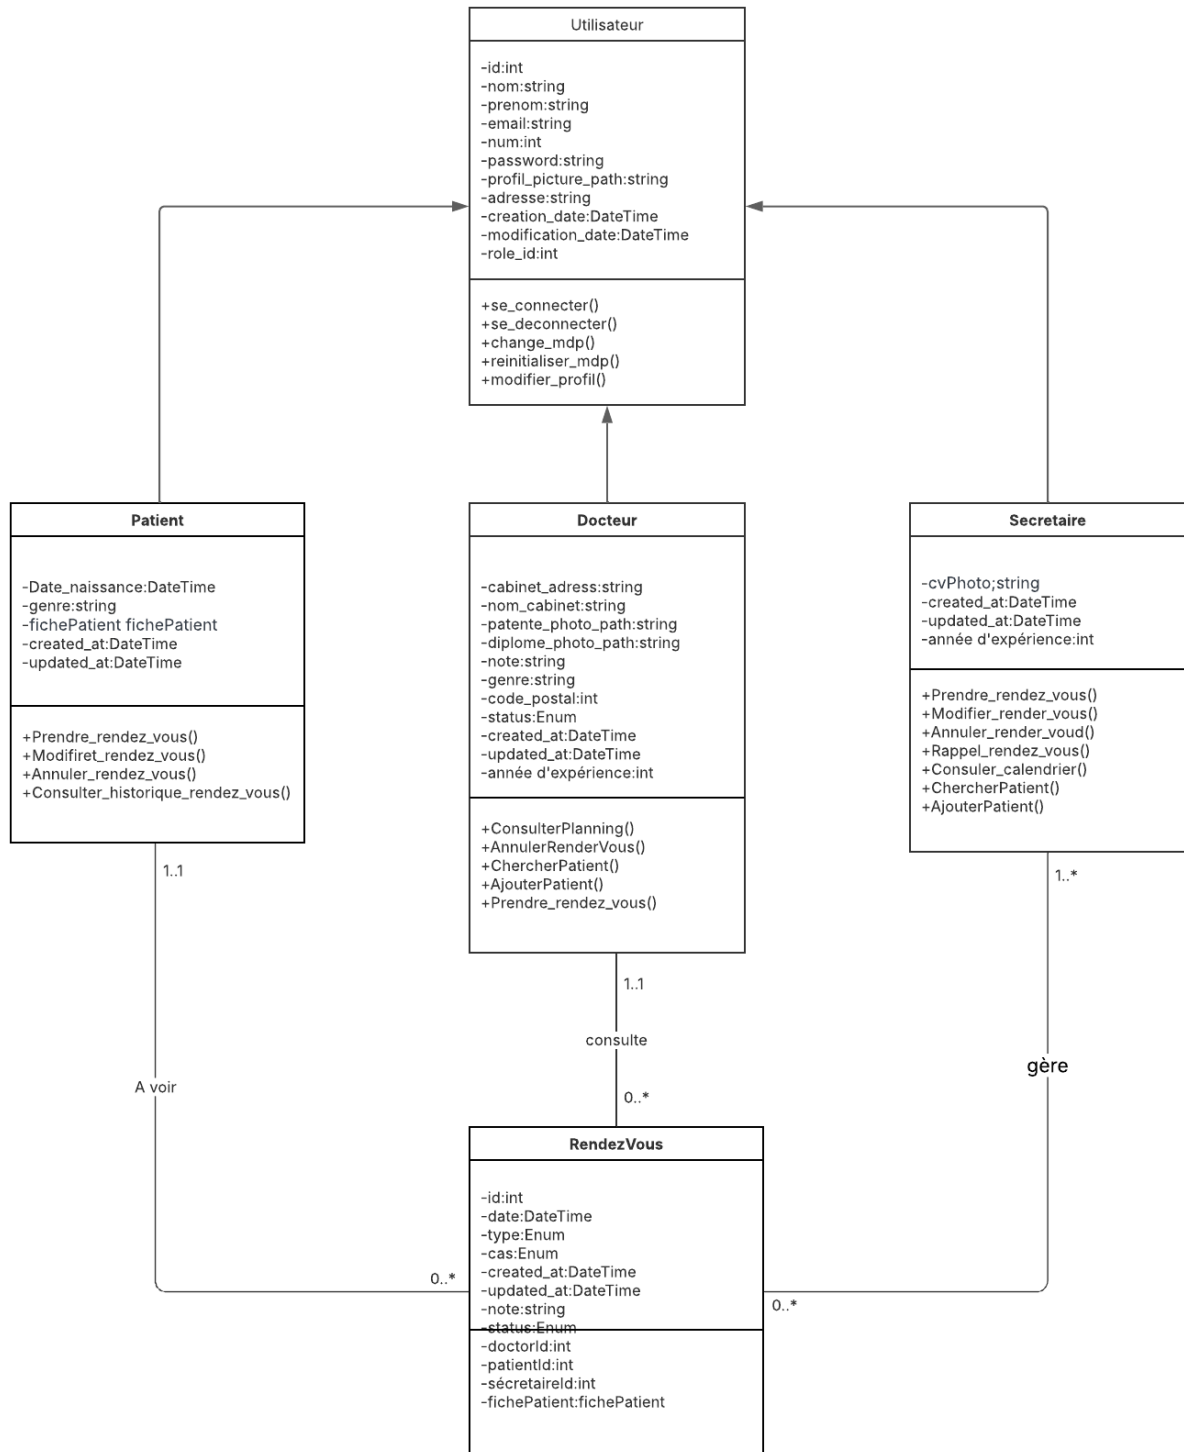 Utilisateur
-id:int
-nom:string
-prenom:string
-email:string
-num:int
-password:string
-profil_picture_path:string
-adresse:string
-creation_date:DateTime
-modification_date:DateTime
-role_id:int
+se_connecter()
+se_deconnecter()
+change_mdp()
+reinitialiser_mdp()
+modifier_profil()
Patient
-Date_naissance:DateTime
-genre:string
-fichePatient fichePatient
-created_at:DateTime
-updated_at:DateTime
+Prendre_rendez_vous()
+Modifiret_rendez_vous()
+Annuler_rendez_vous()
+Consulter_historique_rendez_vous()
Docteur
-cabinet_adress:string
-nom_cabinet:string
-patente_photo_path:string
-diplome_photo_path:string
-note:string
-genre:string
-code_postal:int
-status:Enum
-created_at:DateTime
-updated_at:DateTime
-année d'expérience:int
+ConsulterPlanning()
+AnnulerRenderVous()
+ChercherPatient()
+AjouterPatient()
+Prendre_rendez_vous()
Secretaire
-cvPhoto;string
-created_at:DateTime
-updated_at:DateTime
-année d'expérience:int
+Prendre_rendez_vous()
+Modifier_render_vous()
+Annuler_render_voud()
+Rappel_rendez_vous()
+Consuler_calendrier()
+ChercherPatient()
+AjouterPatient()
1..1
A voir
0..*
1..1
consulte
0..*
1..*
gère
0..*
RendezVous
-id:int
-date:DateTime
-type:Enum
-cas:Enum
-created_at:DateTime
-updated_at:DateTime
-note:string
-status:Enum
-doctorId:int
-patientId:int
-sécretaireId:int
-fichePatient:fichePatient